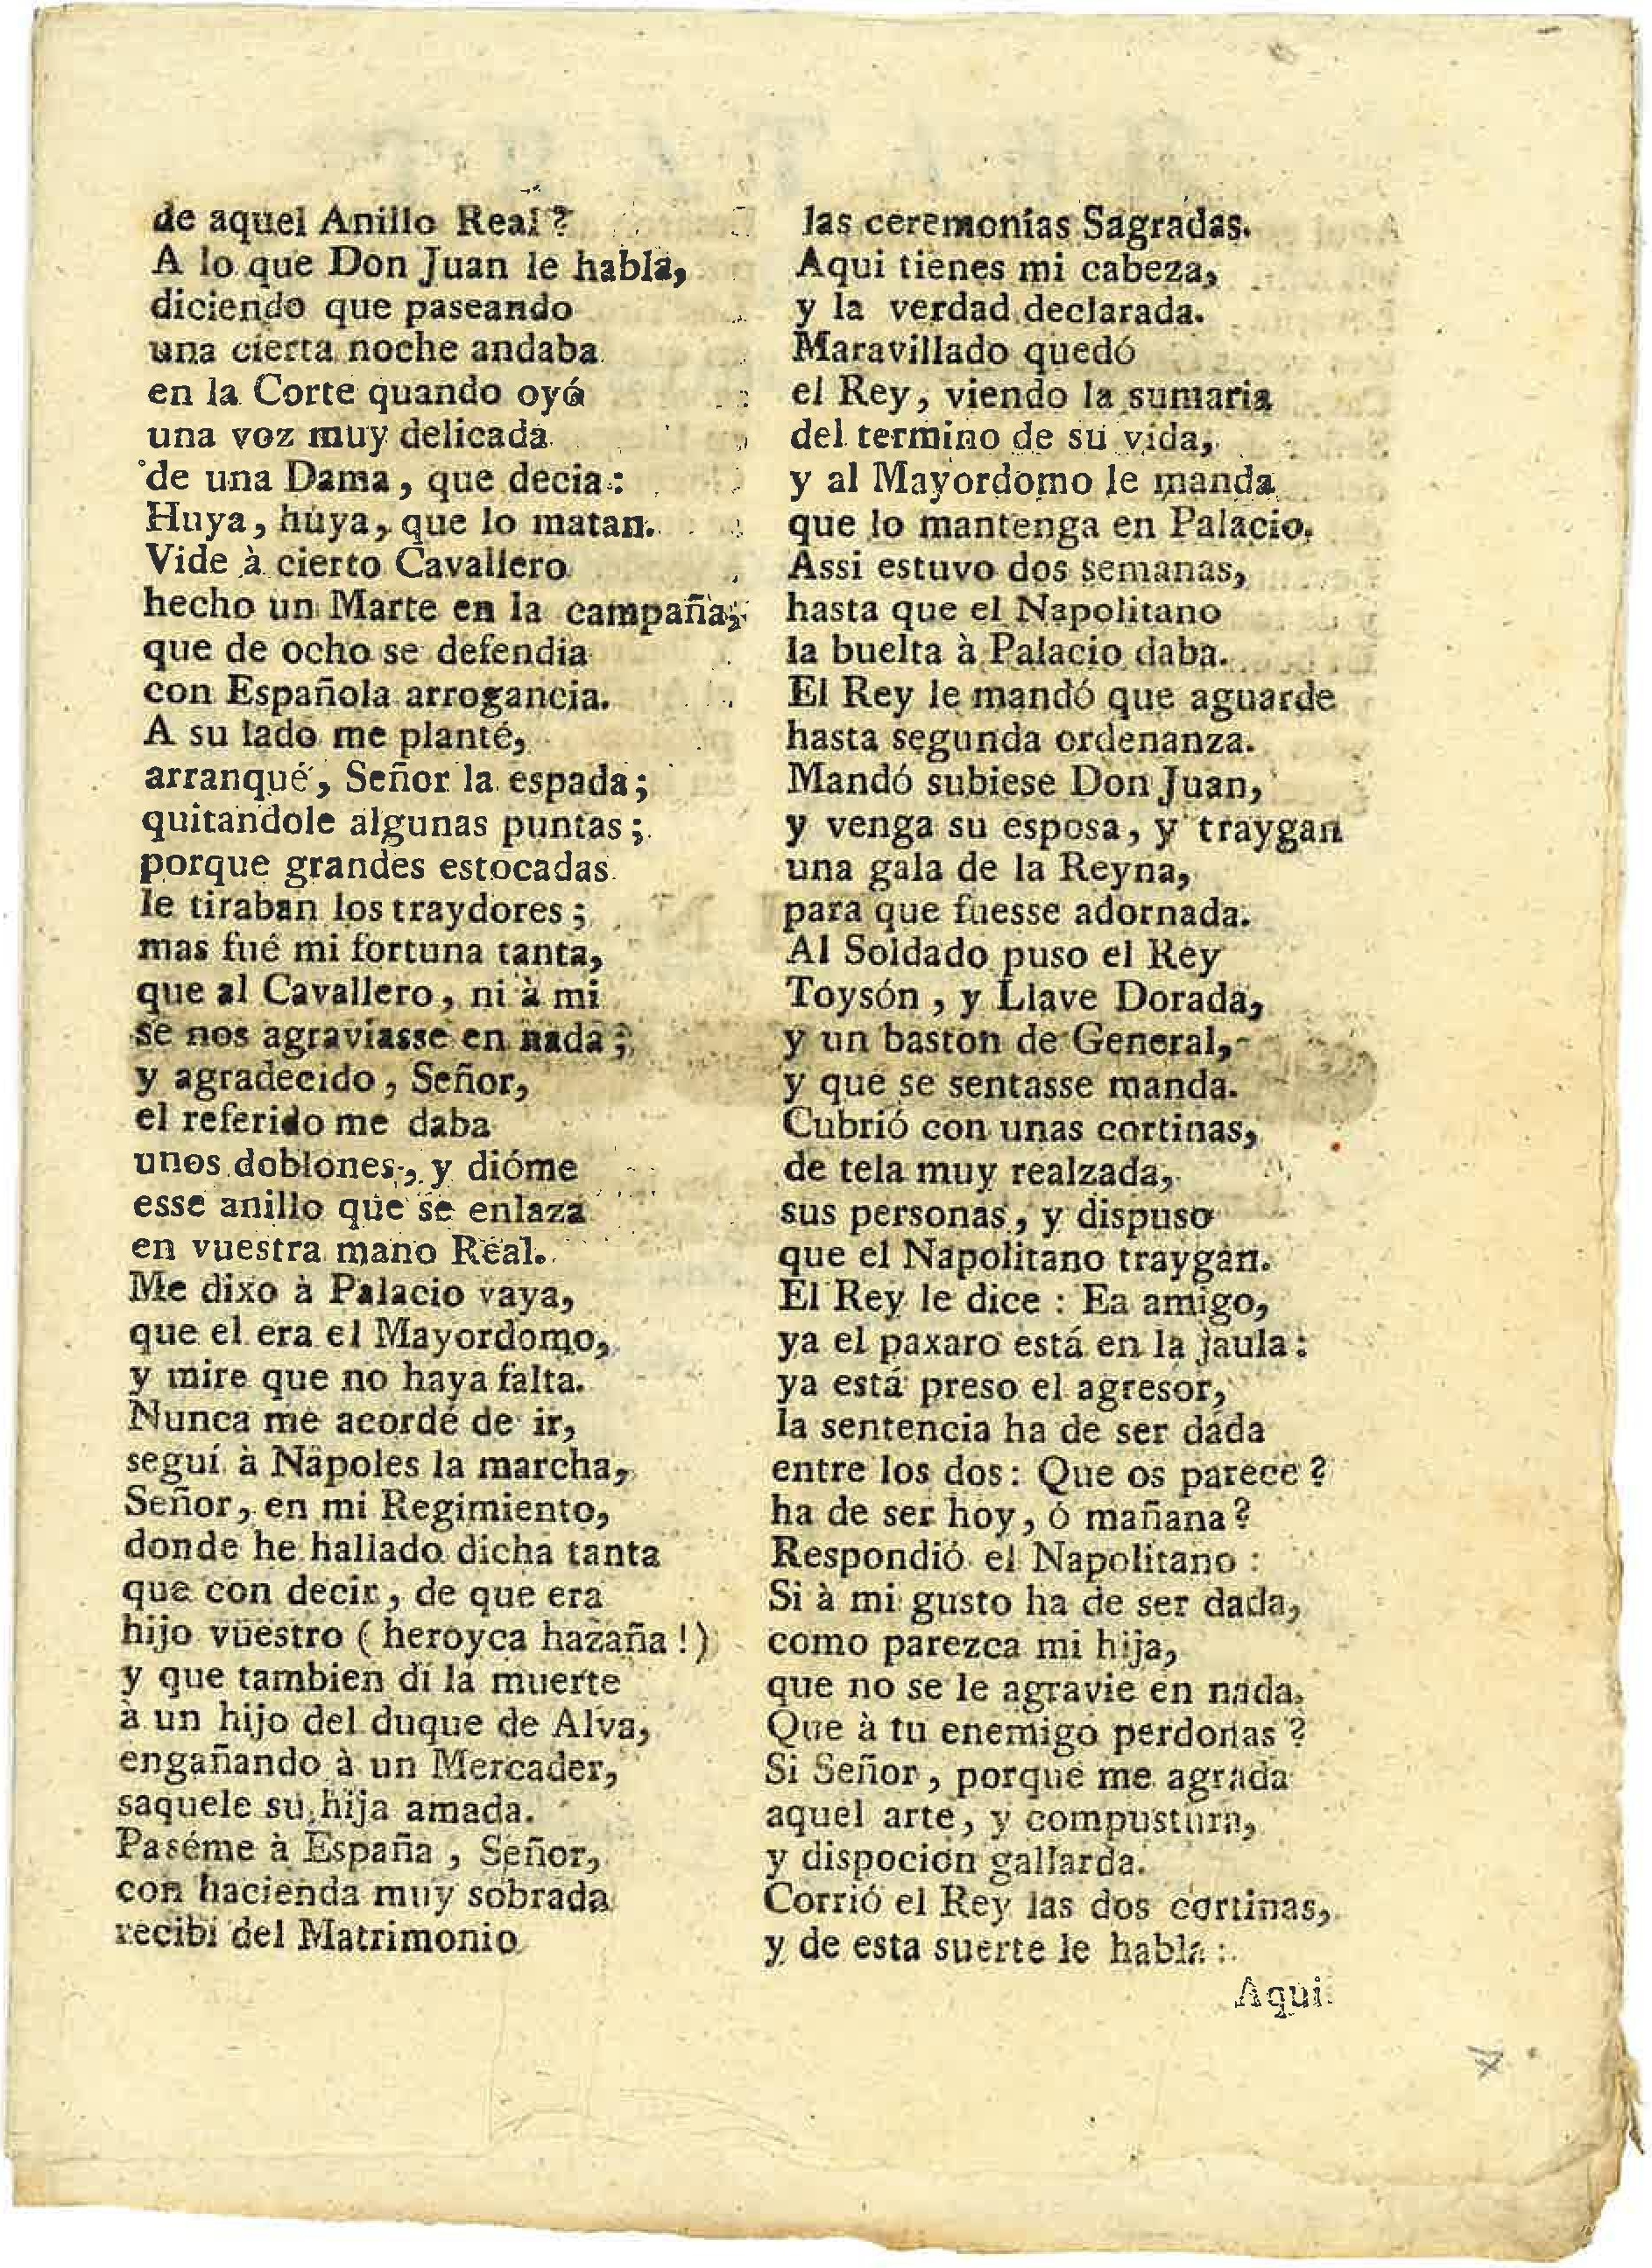 de aquel Anillo Real?
A lo que Don Juan le habla,
diciendo que paseando
una cierta noche andaba
en la Corte quando oyó
una voz muy delicada
de una Dama, que decia:
Huya, huya, que lo matan.
Vide à cierto Cavallero
hecho un Marte en la campaña;
que de ocho se defendia
con Española arrogancia.
A su lado me planté,
arranqué, Señor la espada;
quitandole algunas puntas;
porque grandes estocadas
le tiraban los traydores;
mas fué mi fortuna tanta,
que al Cavallero, ni à mi
se nos agraviasse en nada;
y agradecido, Señor,
el referido me daba
unos doblones, y dióme
esse anillo que se enlaza
en vuestra mano Real.
Me dixo à Palacio vaya,
que el era el Mayordomo,
y mire que no haya falta.
Nunca me acordé de ir,
seguí à Napoles la marcha,
Señor, en mi Regimiento,
donde he hallado dicha tanta
que con decir, de que era
hijo vuestro (heroyca hazaña!)
y que tambien dí la muerte
à un hijo del duque de Alva,
engañando à un Mercader,
saquele su hija amada.
Paséme à España, Señor,
con hacienda muy sobrada
recibí del Matrimonio
las ceremonías Sagradas.
Aqui tienes mi cabeza,
y la verdad declarada.
Maravillado quedó
el Rey, viendo la sumaria
del termino de su vida,
y al Mayordomo le manda
que lo mantenga en Palacio.
Assi estuvo dos semanas,
hasta que el Napolitano
la buelta à Palacio daba.
El Rey le mandó que aguarde
hasta segunda ordenanza.
Mandó subiese Don Juan,
y venga su esposa, y traygan
una gala de la Reyna,
para que fuesse adornada.
Al Soldado puso el Rey
Toysón, y Llave Dorada,
y un baston de General,
y que se sentasse manda.
Cubrió con unas cortinas,
de tela muy realzada,
sus personas, y dispuso
que el Napolitano traygan.
El Rey le dice: Ea amigo,
ya el paxaro está en la jaula:
ya está preso el agresor,
la sentencia ha de ser dada
entre los dos: Que os parece?
ha de ser hoy, ó mañana?
Respondió el Napolitano:
Si à mi gusto ha de ser dada,
como parezca mi hija,
que no se le agravie en nada.
Que à tu enemigo perdonas?
Si Señor, porque me agrada
aquel arte, y compustura,
y dispocion gallarda.
Corrió el Rey las dos cortinas,
y de esta suerte le habla:
Aqui